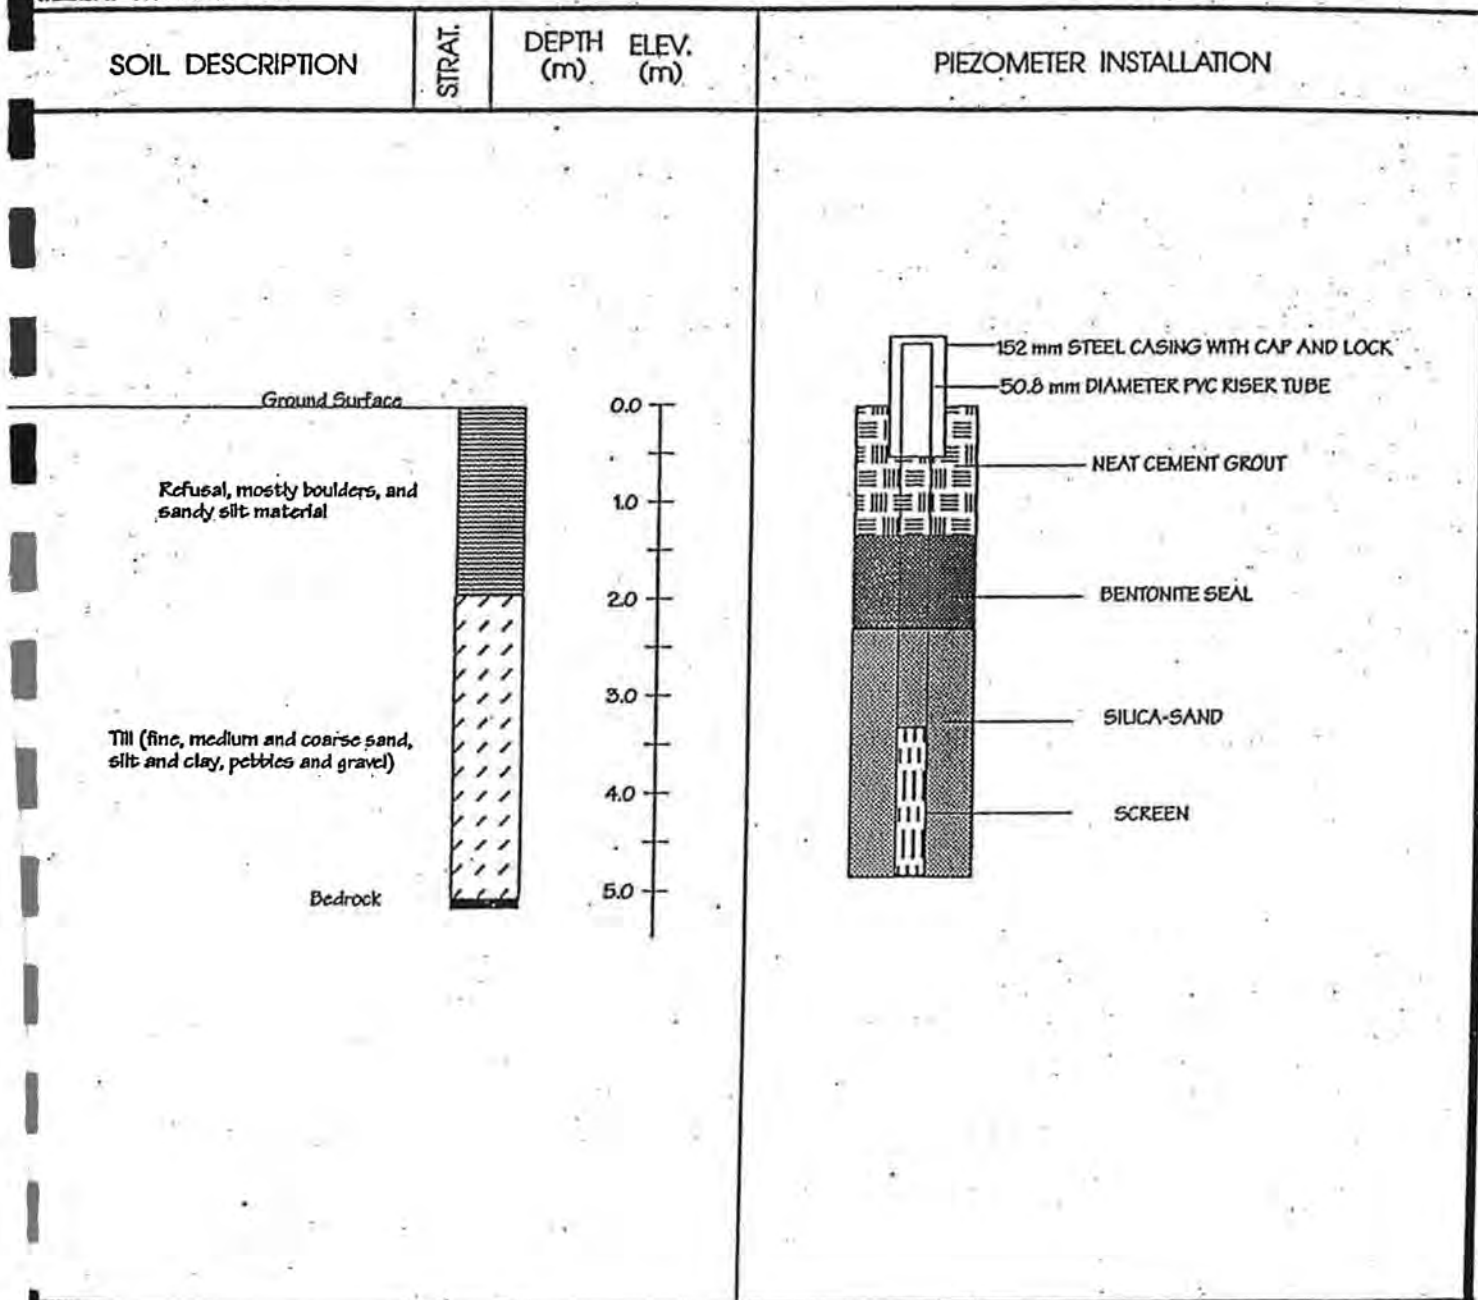 SOIL DESCRIPTION
STRAT.
DEPTH ELEV.
(m) (m)
PIEZOMETER INSTALLATION
152 mm STEEL CASING WITH CAP AND LOCK
50.8 mm DIAMETER PVC RISER TUBE
Ground Surface
0.0
NEAT CEMENT GROUT
Refusal, mostly boulders, and
sandy silt material
1.0
2.0
BENTONITE SEAL
3.0
SILICA-SAND
Till (fine, medium and coarse sand,
silt and clay, pebbles and gravel)
4.0
SCREEN
5.0
Bedrock